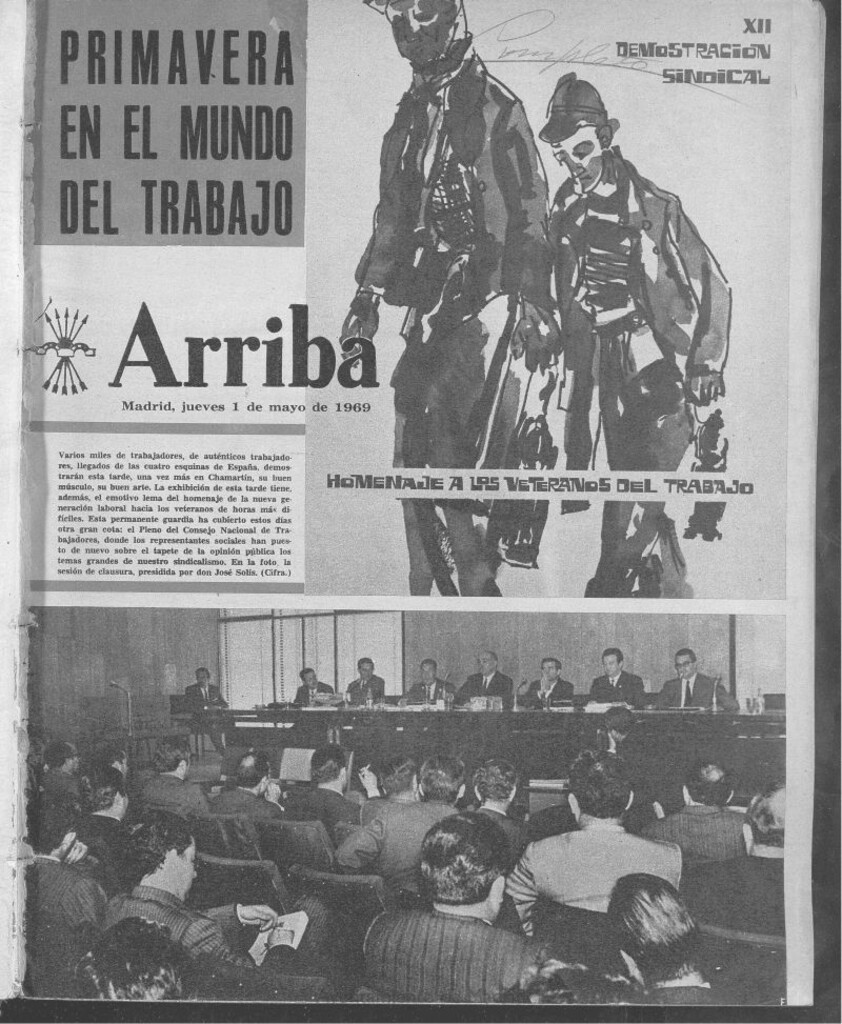 PRIMAVERA
EN EL MUNDO
DEL TRABAJO
XII
DEMOSTRACION
SINDICAL
Arriba
Madrid, jueves 1 de mayo de 1969
Varios miles de trabajadores, de auténticos trabajado-
res, llegados de las cuatro esquinas de España, demos-
trarán esta tarde, una vez más en Chamartín, su buen
músculo, su buen arte. La exhibición de esta tarde tiene,
además, el emotivo lema del homenaje de la nueva ge-
neración laboral hacia los veteranos de horas más di-
fíciles. Esta permanente guardia ha cubierto estos días
otra gran cota: el Pleno del Consejo Nacional de Tra-
bajadores, donde los representantes sociales han pues-
to de nuevo sobre el tapete de la opinión pública los
temas grandes de nuestro sindicalismo. En la foto, la
sesión de clausura, presidida por don José Solís. (Cifra.)
HOMENAJE A LOS VETERANOS DEL TRABAJO